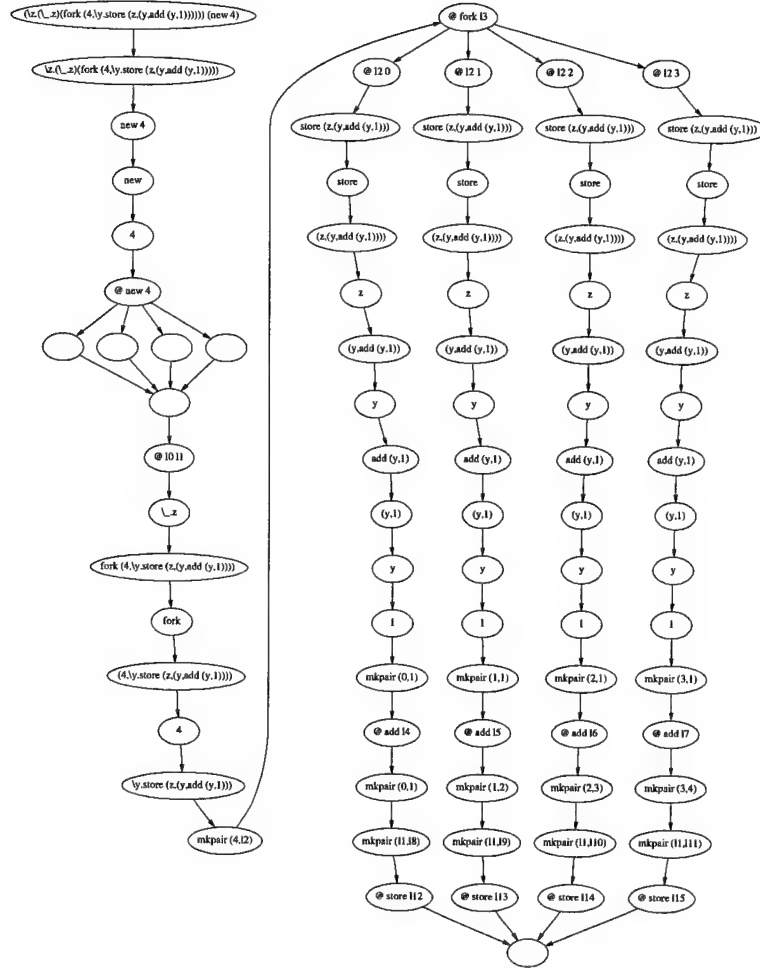 (\z.(\_.z)(fork (4,\y.store (z,(y,add (y,1)))))) (new 4)
\z.(\_.z)(fork (4,\y.store (z,(y,add (y,1)))))
new 4
new
4
@ new 4
@ l0 l1
\_.z
fork (4,\y.store (z,(y,add (y,1))))
fork
(4,\y.store (z,(y,add (y,1))))
4
\y.store (z,(y,add (y,1)))
mkpair (4,l2)
@ fork l3
@ l2 0
store (z,(y,add (y,1)))
store
(z,(y,add (y,1))))
z
(y,add (y,1))
y
add (y,1)
(y,1)
y
1
mkpair (0,1)
@ add l4
mkpair (0,1)
mkpair (l1,l8)
@ store l12
@ l2 1
store (z,(y,add (y,1)))
store
(z,(y,add (y,1))))
z
(y,add (y,1))
y
add (y,1)
(y,1)
y
1
mkpair (1,1)
@ add l5
mkpair (1,2)
mkpair (l1,l9)
@ store l13
@ l2 2
store (z,(y,add (y,1)))
store
(z,(y,add (y,1))))
z
(y,add (y,1))
y
add (y,1)
(y,1)
y
1
mkpair (2,1)
@ add l6
mkpair (2,3)
mkpair (l1,l10)
@ store l14
@ l2 3
store (z,(y,add (y,1)))
store
(z,(y,add (y,1))))
z
(y,add (y,1))
y
add (y,1)
(y,1)
y
1
mkpair (3,1)
@ add l7
mkpair (3,4)
mkpair (l1,l11)
@ store l15